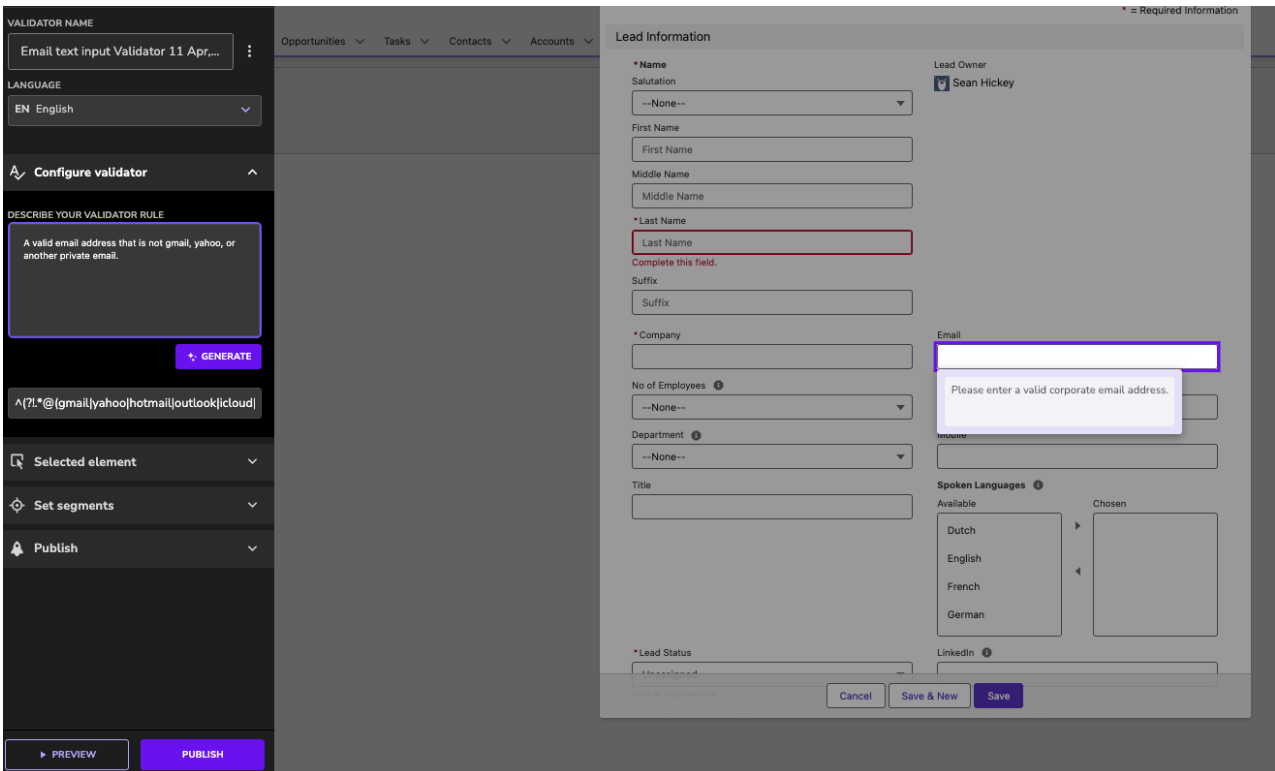 VALIDATOR NAME
Email text input Validator 11 Apr,...
LANGUAGE
EN English
Configure validator
DESCRIBE YOUR VALIDATOR RULE
A valid email address that is not gmail, yahoo, or
another private email.
GENERATE
^(?!.*@(gmail|yahoo|hotmail|outlook|icloud|
Selected element
Set segments
Publish
PREVIEW
PUBLISH
Opportunities
Tasks
Contacts
Accounts
* = Required Information
Lead Information
*Name
Salutation
--None--
First Name
First Name
Middle Name
Middle Name
*Last Name
Last Name
Complete this field.
Suffix
Suffix
*Company
No of Employees
--None--
Department
--None--
Title
*Lead Status
Unassigned
Lead Owner
Sean Hickey
Email
Please enter a valid corporate email address.
Mobile
Spoken Languages
Available
Chosen
Dutch
English
French
German
LinkedIn
Cancel
Save & New
Save